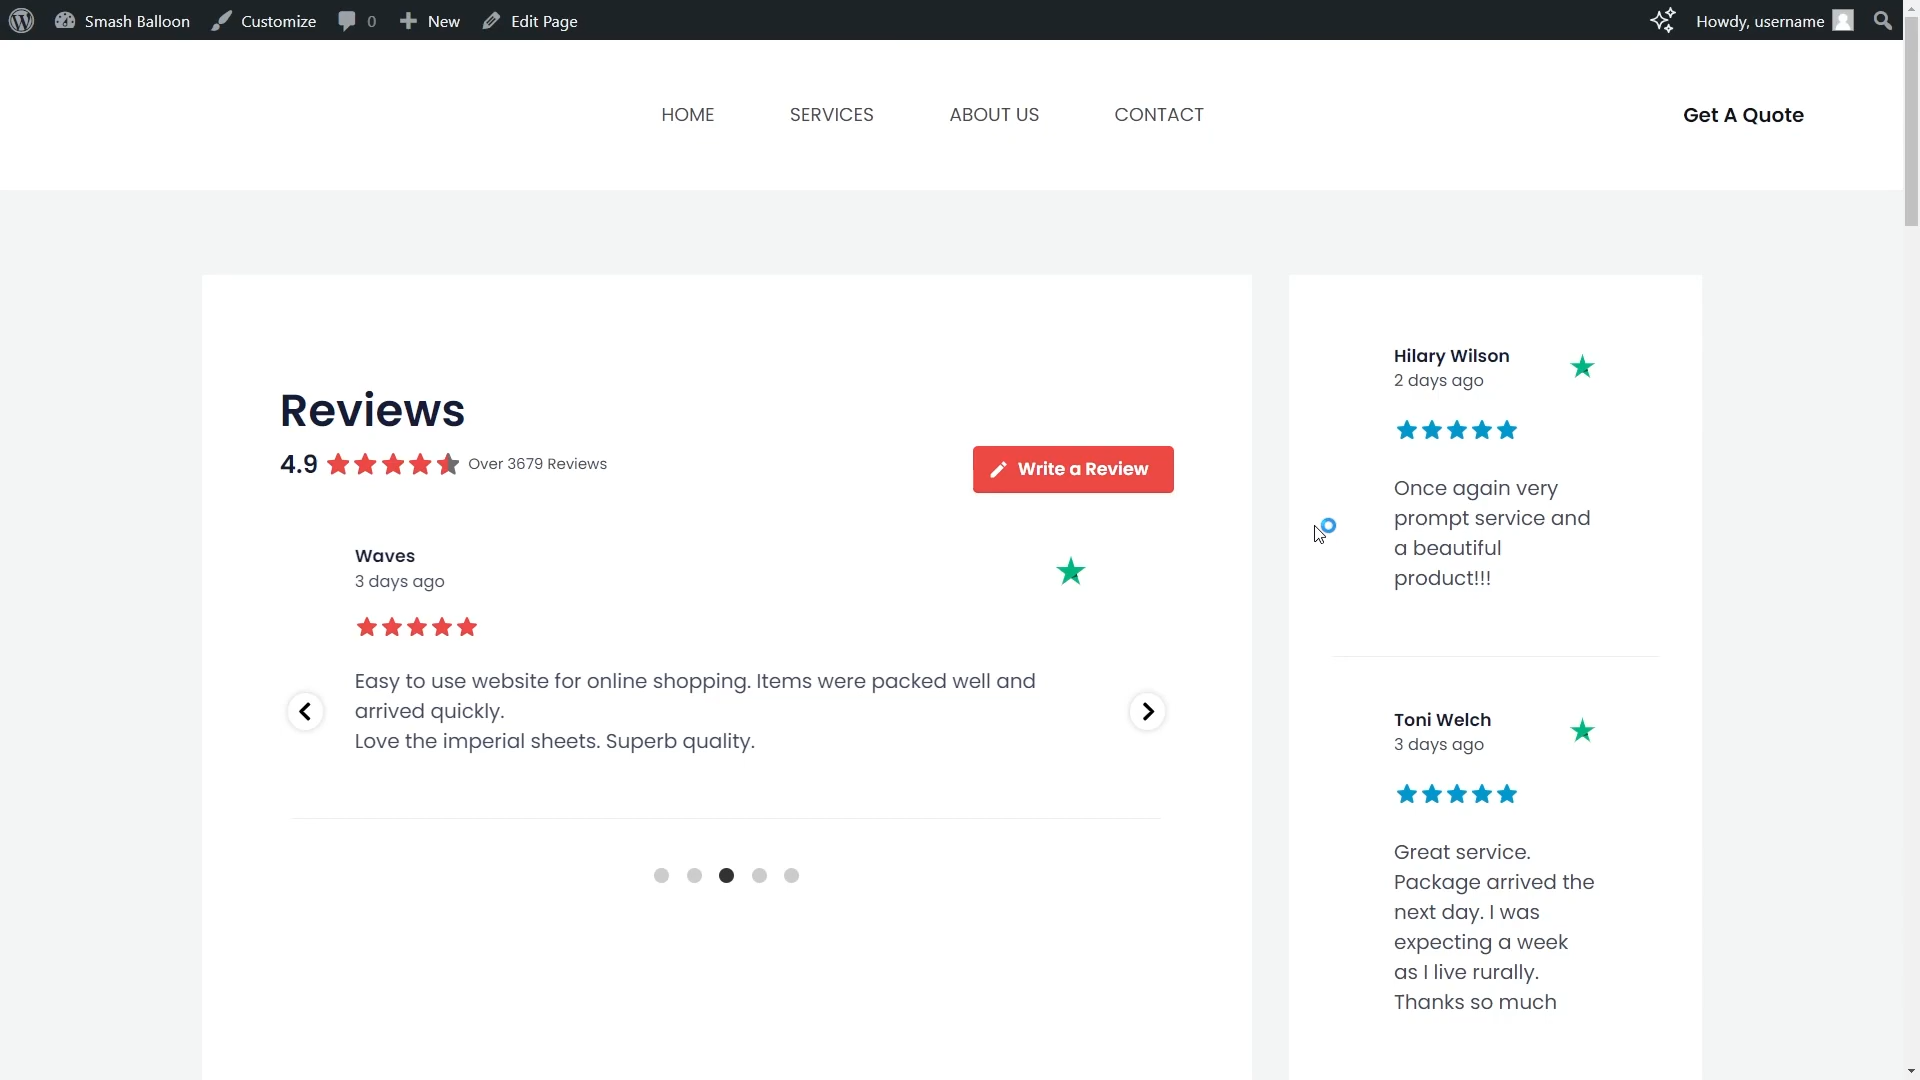 Smash Balloon
Customize
0
New
Edit Page
Howdy, username
HOME
SERVICES
ABOUT US
CONTACT
Get A Quote
Reviews
4.9
Over 3679 Reviews
Write a Review
Waves
3 days ago
Easy to use website for online shopping. Items were packed well and
arrived quickly.
Love the imperial sheets. Superb quality.
Hilary Wilson
2 days ago
Once again very
prompt service and
a beautiful
product!!!
Toni Welch
3 days ago
Great service.
Package arrived the
next day. I was
expecting a week
as I live rurally.
Thanks so much